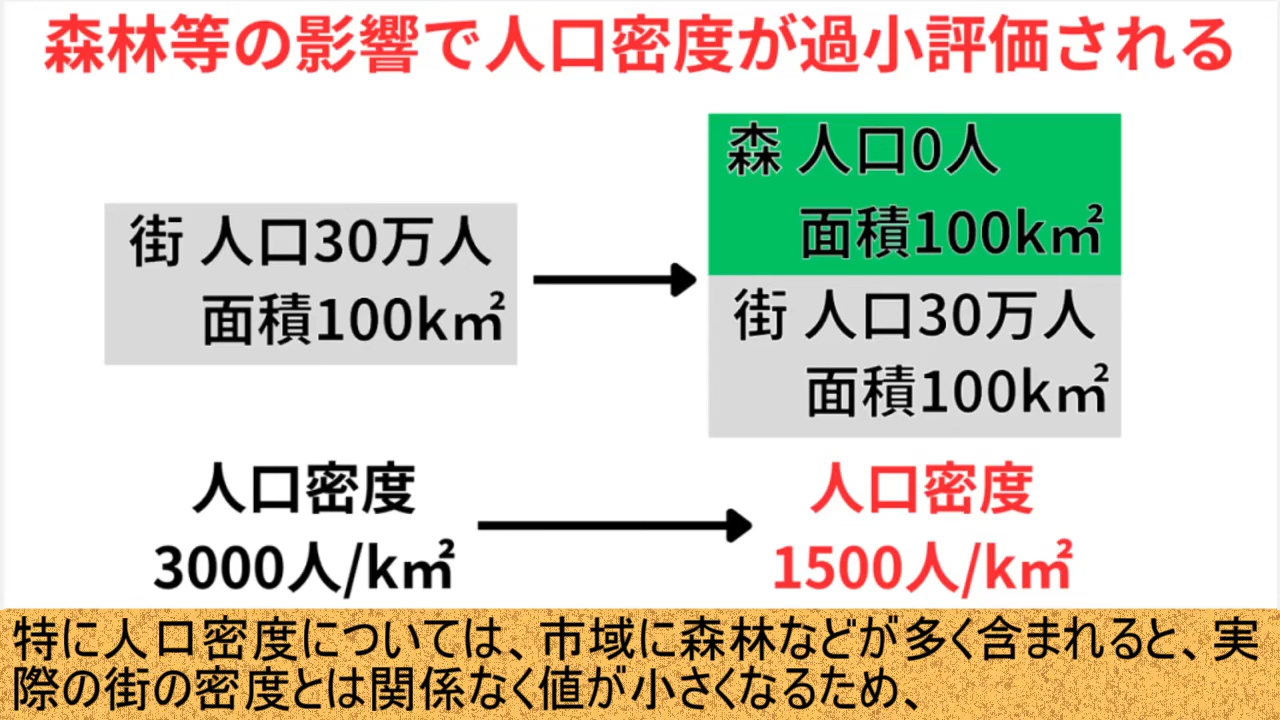 森林等の影響で人口密度が過小評価される
街 人口30万人
面積100k㎡
森 人口0人
面積100k㎡
街 人口30万人
面積100k㎡
人口密度
3000人/k㎡
人口密度
1500人/k㎡
特に人口密度については、市域に森林などが多く含まれると、実
際の街の密度とは関係なく値が小さくなるため、